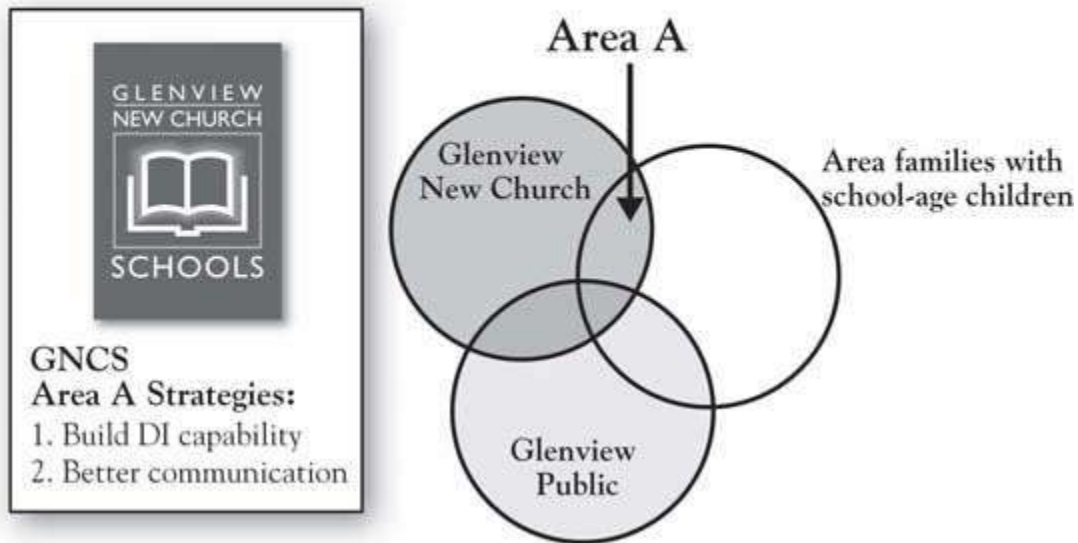 GLENVIEW
NEW CHURCH
SCHOOLS
GNCS
Area A Strategies:
1. Build DI capability
2. Better communication
Area A
Glenview
New Church
Area families with
school-age children
Glenview
Public